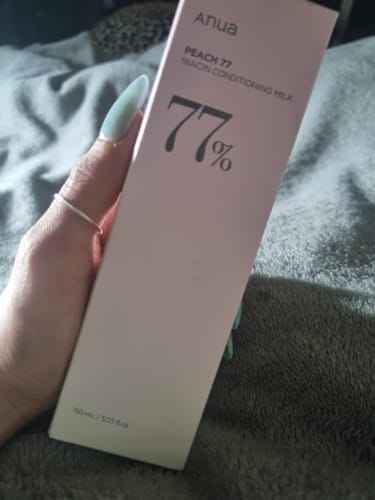 Anua
PEACH 77
NIACIN CONDITIONING MILK
77%
150 mL / 5.07 fl.oz.